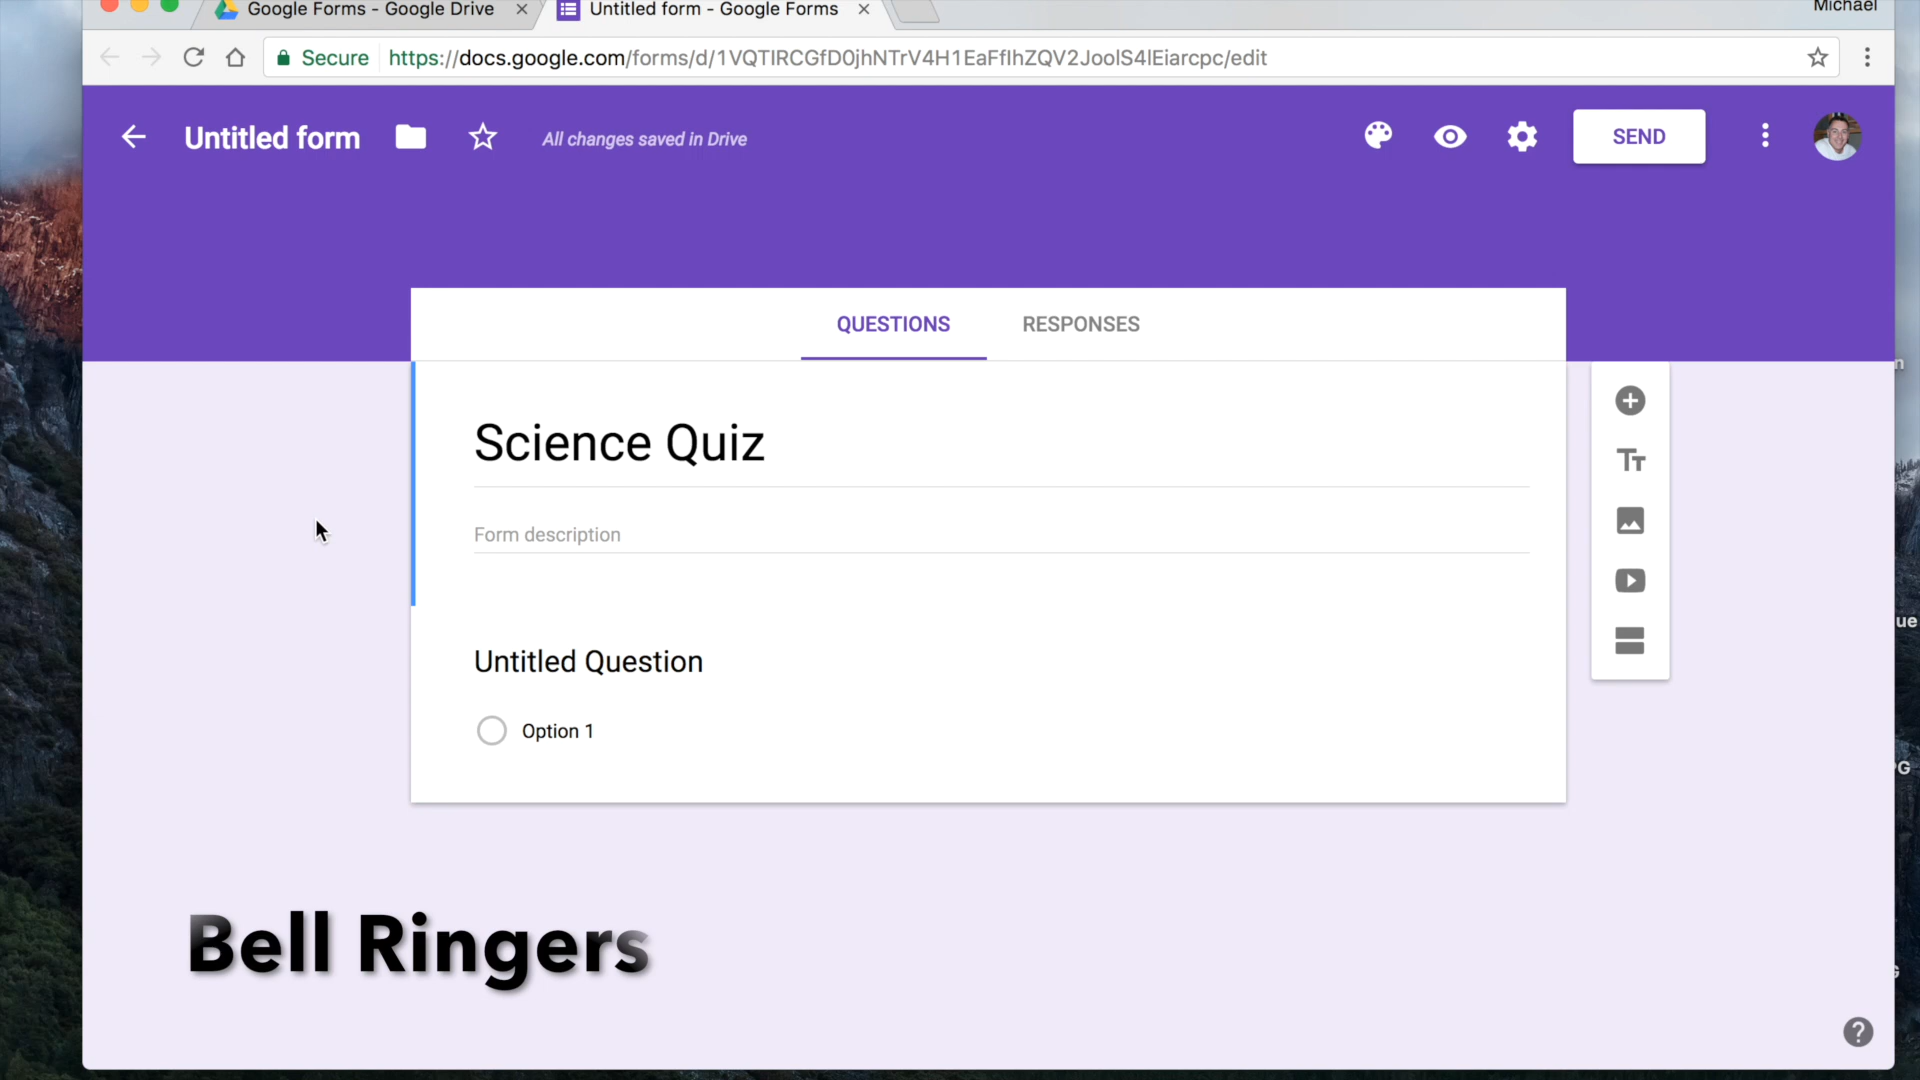 Michael
Google Forms - Google Drive
Untitled form - Google Forms
Secure https://docs.google.com/forms/d/1VQTIRCGfD0jhNTrV4H1EaFfIhZQV2JoolS4lEiarcpc/edit
Untitled form All changes saved in Drive SEND
QUESTIONS RESPONSES
Science Quiz
Form description
Untitled Question
Option 1
Bell Ringers